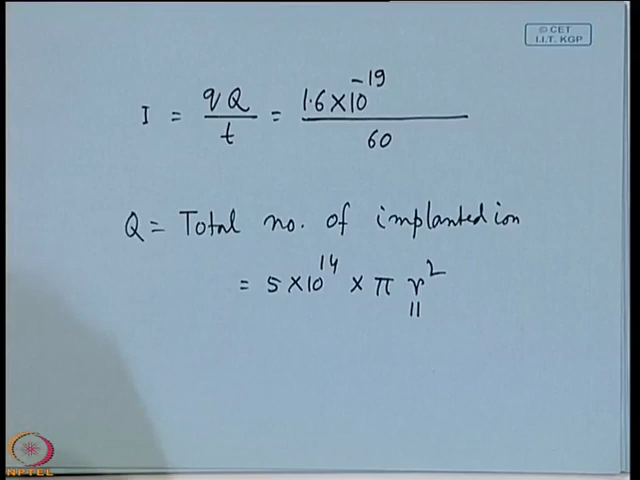 © CET
I.I.T. KGP
I = qQ/t = 1.6×10^-19/60
Q = Total no. of implanted ion
= 5×10^14 × π r^2
॥
NPTEL